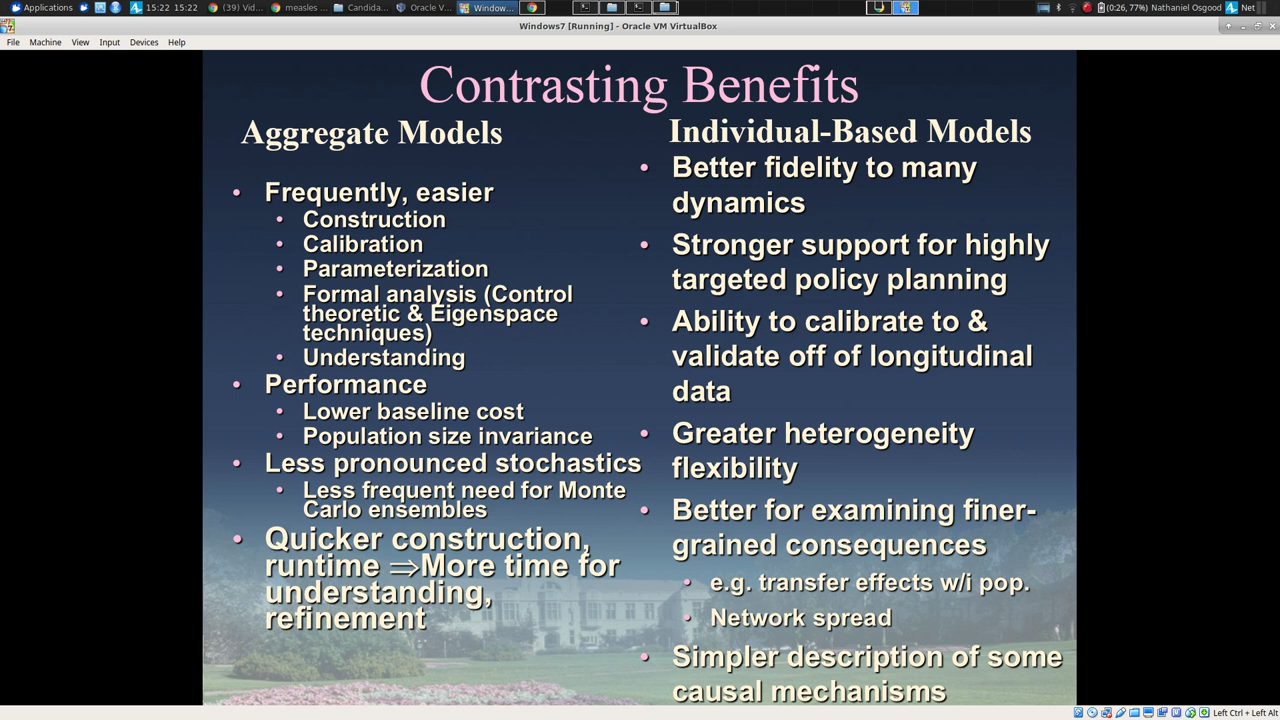 Applications
15:22 15:22
(39) Vid...
measles ...
Candida...
Oracle V...
Window...
(0:26, 77%)
Nathaniel Osgood
Net
Windows7 [Running] - Oracle VM VirtualBox
File Machine View Input Devices Help
Contrasting Benefits
Aggregate Models
• Frequently, easier
• Construction
• Calibration
• Parameterization
• Formal analysis (Control
theoretic & Eigenspace
techniques)
• Understanding
• Performance
• Lower baseline cost
• Population size invariance
• Less pronounced stochastics
• Less frequent need for Monte
Carlo ensembles
• Quicker construction,
runtime ⇒More time for
understanding,
refinement
Individual-Based Models
• Better fidelity to many
dynamics
• Stronger support for highly
targeted policy planning
• Ability to calibrate to &
validate off of longitudinal
data
• Greater heterogeneity
flexibility
• Better for examining finer-
grained consequences
• e.g. transfer effects w/i pop.
• Network spread
• Simpler description of some
causal mechanisms
Left Ctrl + Left Alt